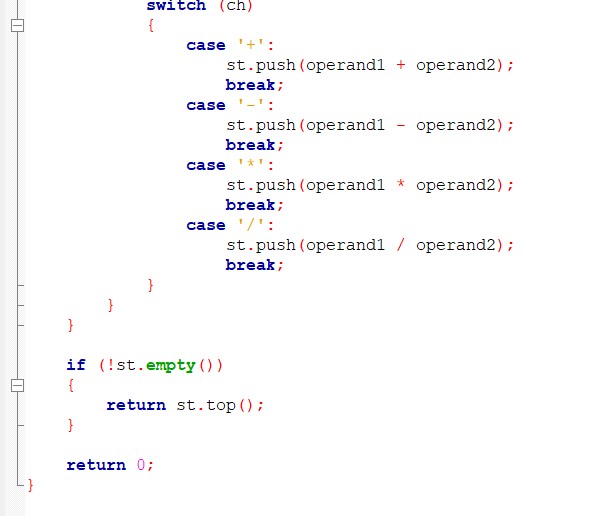 switch (ch)
{
case '+':
st.push(operand1 + operand2);
break;
case '-':
st.push(operand1 - operand2);
break;
case '*':
st.push(operand1 * operand2);
break;
case '/':
st.push(operand1 / operand2);
break;
}
}
}
if (!st.empty())
{
return st.top();
}
return 0;
}